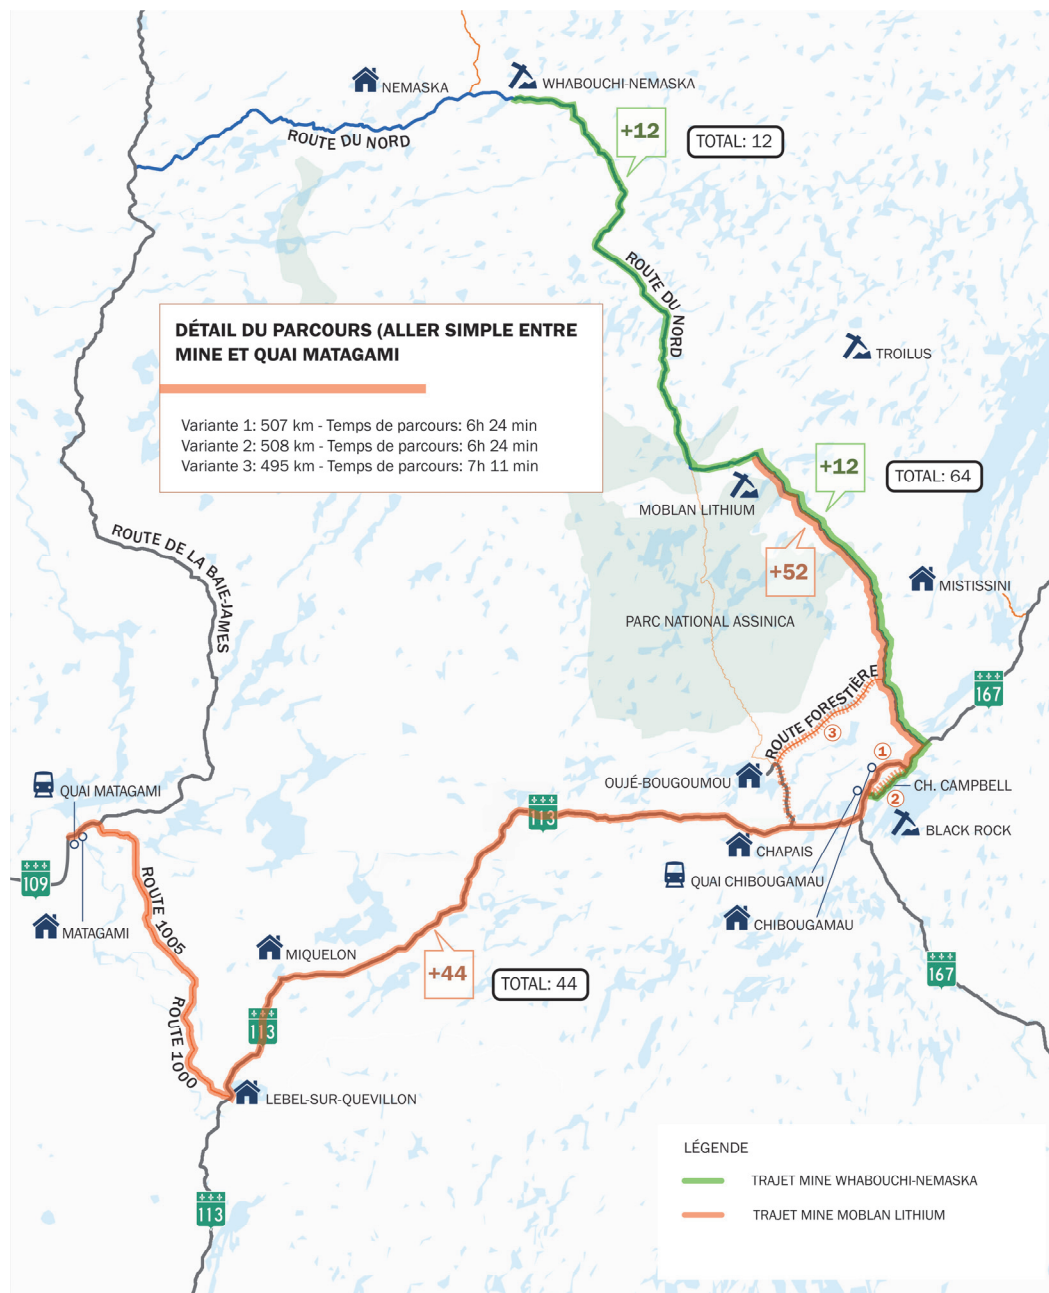 NEMASKA
WHABOUCHI-NEMASKA
ROUTE DU NORD
+12
TOTAL: 12
ROUTE DU NORD
DÉTAIL DU PARCOURS (ALLER SIMPLE ENTRE
MINE ET QUAI MATAGAMI
Variante 1: 507 km - Temps de parcours: 6h 24 min
Variante 2: 508 km - Temps de parcours: 6h 24 min
Variante 3: 495 km - Temps de parcours: 7h 11 min
TROILUS
+12
TOTAL: 64
MOBLAN LITHIUM
ROUTE DE LA BAIE-JAMES
+52
MISTISSINI
PARC NATIONAL ASSINICA
167
ROUTE FORESTIÈRE
3
1
OUJÉ-BOUGOUMOU
CH. CAMPBELL
2
QUAI MATAGAMI
113
BLACK ROCK
CHAPAIS
109
QUAI CHIBOUGAMAU
ROUTE 1005
MATAGAMI
CHIBOUGAMAU
MIQUELON
+44
TOTAL: 44
167
ROUTE 1000
113
LEBEL-SUR-QUEVILLON
113
LÉGENDE
TRAJET MINE WHABOUCHI-NEMASKA
TRAJET MINE MOBLAN LITHIUM